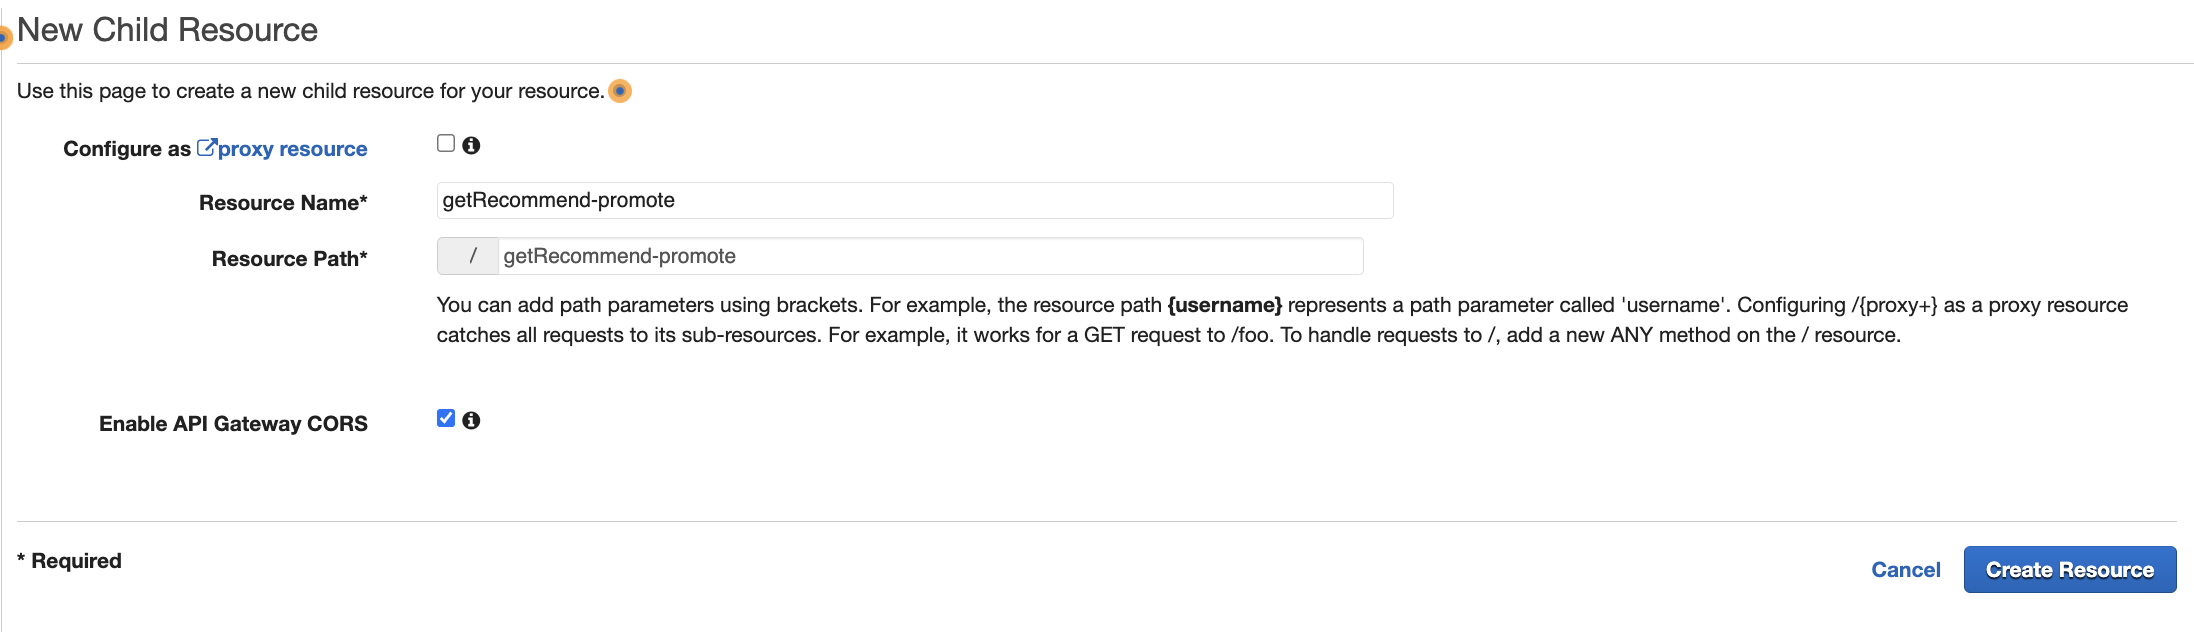 New Child Resource
Use this page to create a new child resource for your resource.
Configure as proxy resource
Resource Name* getRecommend-promote
Resource Path* / getRecommend-promote
You can add path parameters using brackets. For example, the resource path {username} represents a path parameter called 'username'. Configuring /{proxy+} as a proxy resource
catches all requests to its sub-resources. For example, it works for a GET request to /foo. To handle requests to /, add a new ANY method on the / resource.
Enable API Gateway CORS
* Required
Cancel Create Resource